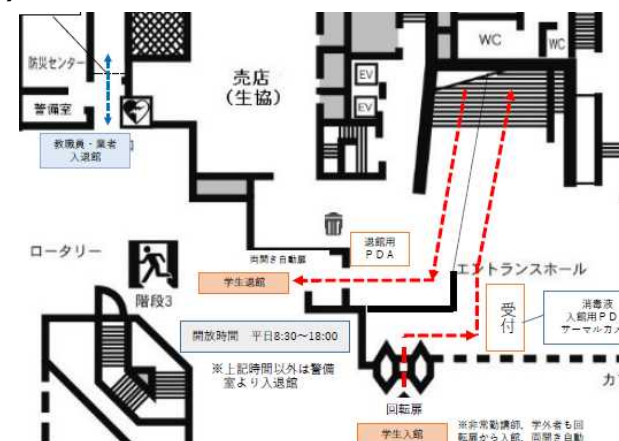 WC
WC
防災センター
EV
売店
(生協)
EV
警備室
教職員・業者
入退館
退館用
PDA
ロータリー
両開き自動扉
エントランスホール
学生退館
階段3
受付
消毒液
入館用PD
サーマルカメ
開放時間 平日8:30～18:00
※上記時間以外は警備
室より入退館
カ
回転扉
学生入館
※非常勤講師、学外者も回
転扉から入館、両開き自動